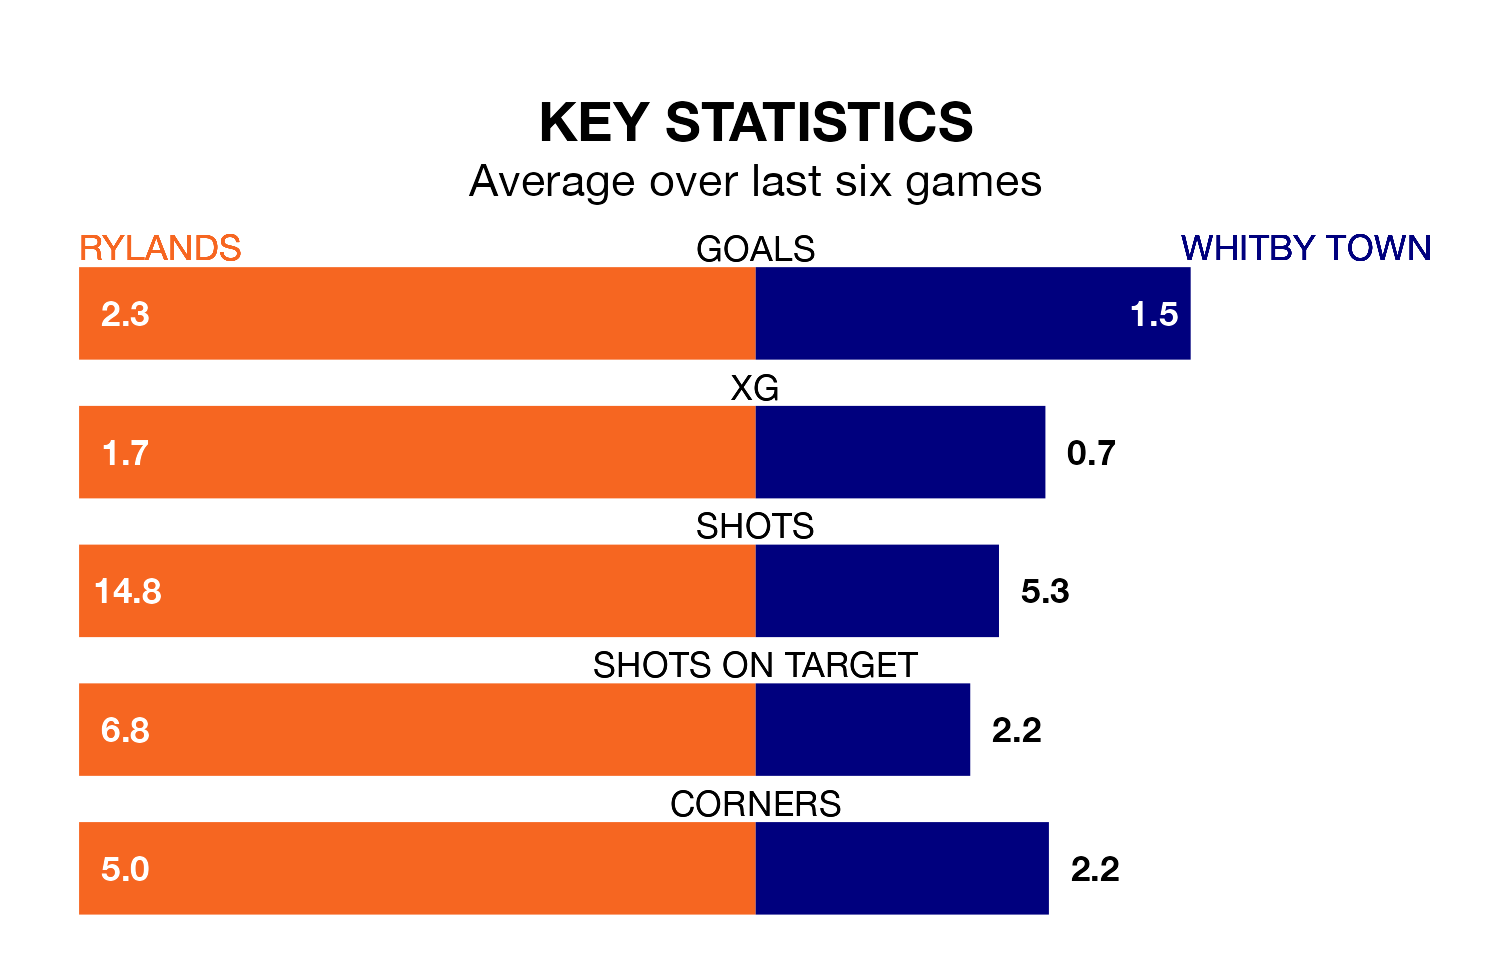 KEY STATISTICS
Average over last six games
RYLANDS GOALS WHITBY TOWN
2.3 1.5
XG
1.7 0.7
SHOTS
14.8 5.3
SHOTS ON TARGET
6.8 2.2
CORNERS
5.0 2.2